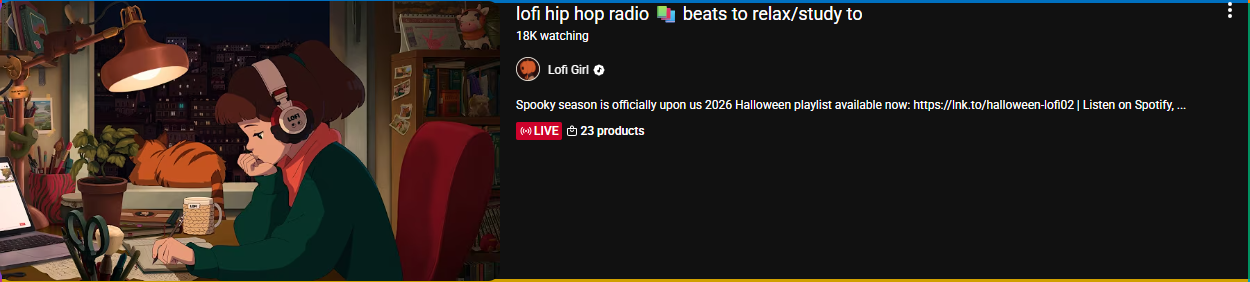 lofi hip hop radio 📚 beats to relax/study to
18K watching
Lofi Girl
Spooky season is officially upon us 2026 Halloween playlist available now: https://lnk.to/halloween-lofi02 | Listen on Spotify, ...
LIVE
23 products
LOFI
LOFI